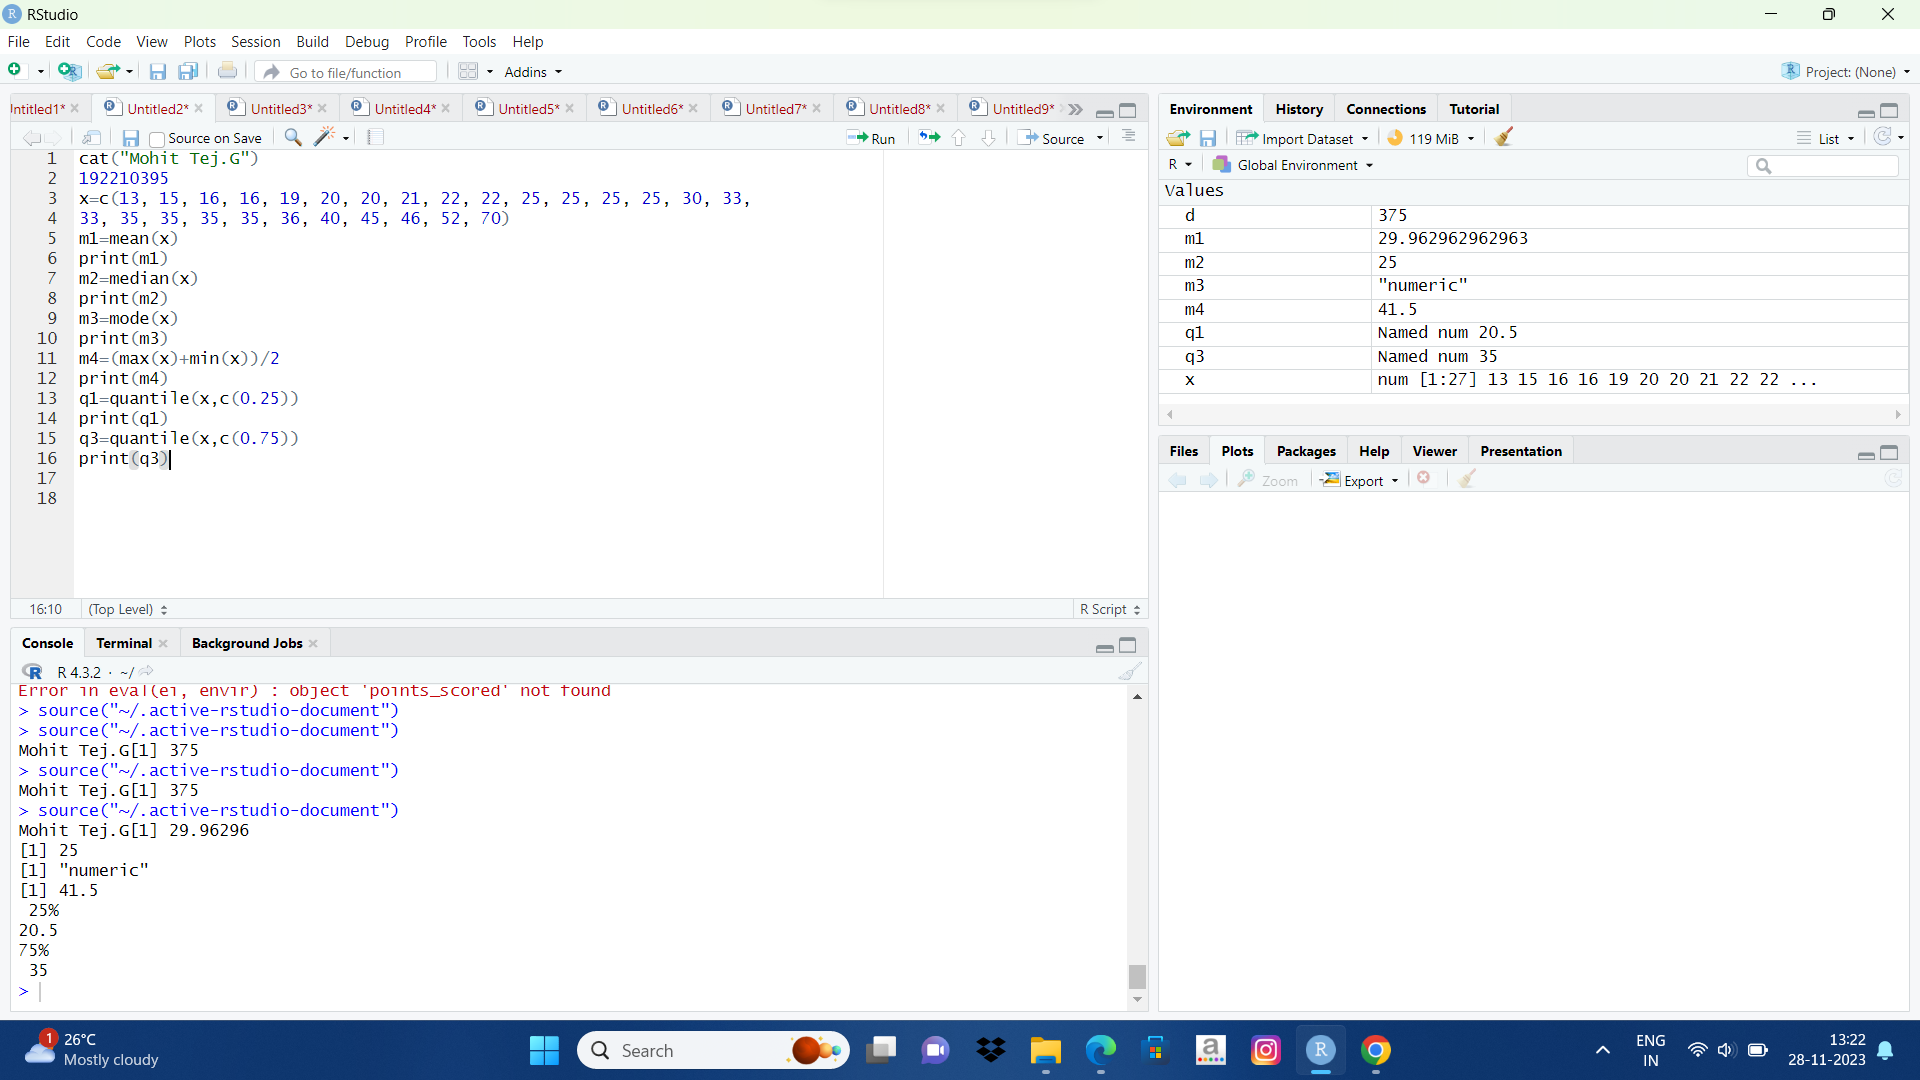 RStudio
File Edit Code View Plots Session Build Debug Profile Tools Help
Go to file/function Addins Project: (None)
ntitled1* Untitled2* Untitled3* Untitled4* Untitled5* Untitled6* Untitled7* Untitled8* Untitled9*
Source on Save Run Source
1 cat("Mohit Tej.G")
2 192210395
3 x=c(13, 15, 16, 16, 19, 20, 20, 21, 22, 22, 25, 25, 25, 25, 30, 33,
4 33, 35, 35, 35, 35, 36, 40, 45, 46, 52, 70)
5 m1=mean(x)
6 print(m1)
7 m2=median(x)
8 print(m2)
9 m3=mode(x)
10 print(m3)
11 m4=(max(x)+min(x))/2
12 print(m4)
13 q1=quantile(x,c(0.25))
14 print(q1)
15 q3=quantile(x,c(0.75))
16 print(q3)
17
18
16:10 (Top Level) R Script
Console Terminal Background Jobs
R 4.3.2 · ~/
Error in eval(ei, envir) : object 'points_scored' not found
> source("~/.active-rstudio-document")
> source("~/.active-rstudio-document")
Mohit Tej.G[1] 375
> source("~/.active-rstudio-document")
Mohit Tej.G[1] 375
> source("~/.active-rstudio-document")
Mohit Tej.G[1] 29.96296
[1] 25
[1] "numeric"
[1] 41.5
25%
20.5
75%
35
>
Environment History Connections Tutorial
Import Dataset 119 MiB List
R Global Environment
Values
d 375
m1 29.962962962963
m2 25
m3 "numeric"
m4 41.5
q1 Named num 20.5
q3 Named num 35
x num [1:27] 13 15 16 16 19 20 20 21 22 22 ...
Files Plots Packages Help Viewer Presentation
Zoom Export
1 26°C
Mostly cloudy
Search
ENG
IN
13:22
28-11-2023